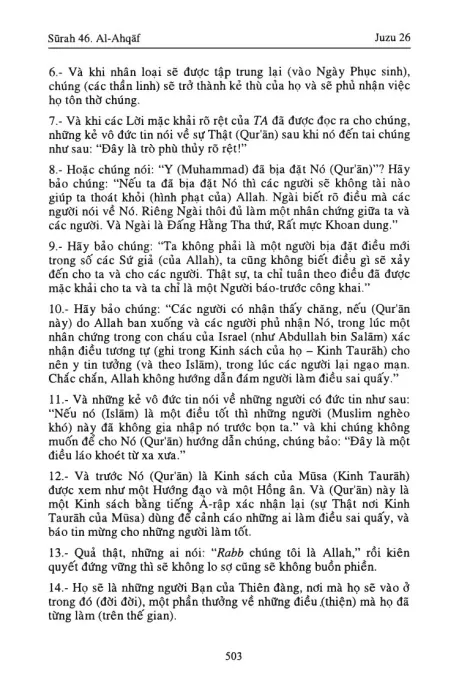 Sūrah 46. Al-Aḥqāf Juzu 26
6.- Và khi nhân loại sẽ được tập trung lại (vào Ngày Phục sinh),
chúng (các thần linh) sẽ trở thành kẻ thù của họ và sẽ phủ nhận việc
họ tôn thờ chúng.
7.- Và khi các Lời mặc khải rõ rệt của TA đã được đọc ra cho chúng,
những kẻ vô đức tin nói về sự Thật (Qur'ān) sau khi nó đến tai chúng
như sau: “Đây là trò phù thủy rõ rệt!”
8.- Hoặc chúng nói: “Y (Muhammad) đã bịa đặt Nó (Qur'ān)”? Hãy
bảo chúng: “Nếu ta đã bịa đặt Nó thì các người sẽ không tài nào
giúp ta thoát khỏi (hình phạt của) Allah. Ngài biết rõ điều mà các
người nói về Nó. Riêng Ngài thôi đủ làm một nhân chứng giữa ta và
các người. Và Ngài là Đấng Hằng Tha thứ, Rất mực Khoan dung.”
9.- Hãy bảo chúng: “Ta không phải là một người bịa đặt điều mới
trong số các Sứ giả (của Allah), ta cũng không biết điều gì sẽ xảy
đến cho ta và cho các người. Thật sự, ta chỉ tuân theo điều đã được
mặc khải cho ta và ta chỉ là một Người báo-trước công khai.”
10.- Hãy bảo chúng: “Các người có nhận thấy chăng, nếu (Qur'ān
này) do Allah ban xuống và các người phủ nhận Nó, trong lúc một
nhân chứng trong con cháu của Israel (như Abdullah bin Salām) xác
nhận điều tương tự (ghi trong Kinh sách của họ – Kinh Taurāh) cho
nên y tin tưởng (và theo Islām), trong lúc các người lại ngạo mạn.
Chắc chắn, Allah không hướng dẫn đám người làm điều sai quấy.”
11.- Và những kẻ vô đức tin nói về những người có đức tin như sau:
“Nếu nó (Islām) là một điều tốt thì những người (Muslim nghèo
khó) này đã không gia nhập nó trước bọn ta.” và khi chúng không
muốn để cho Nó (Qur'ān) hướng dẫn chúng, chúng bảo: “Đây là một
điều láo khoét từ xa xưa.”
12.- Và trước Nó (Qur'ān) là Kinh sách của Mūsa (Kinh Taurāh)
được xem như một Hướng đạo và một Hồng ân. Và (Qur'ān) này là
một Kinh sách bằng tiếng Ả-rập xác nhận lại (sự Thật nơi Kinh
Taurāh của Mūsa) dùng để cảnh cáo những ai làm điều sai quấy, và
báo tin mừng cho những người làm tốt.
13.- Quả thật, những ai nói: “Rabb chúng tôi là Allah,” rồi kiên
quyết đứng vững thì sẽ không lo sợ cũng sẽ không buồn phiền.
14.- Họ sẽ là những người Bạn của Thiên đàng, nơi mà họ sẽ vào ở
trong đó (đời đời), một phần thưởng về những điều (thiện) mà họ đã
từng làm (trên thế gian).
503